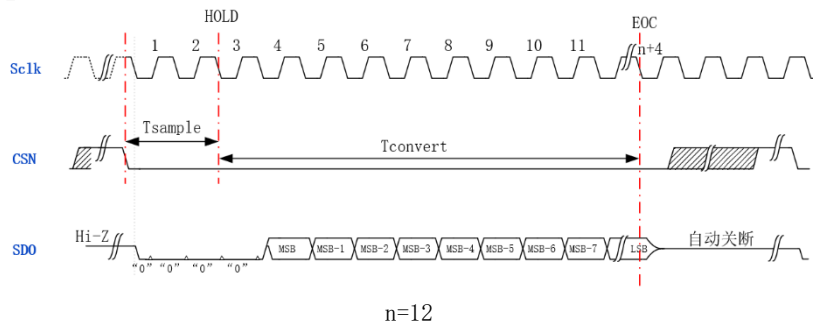 HOLD EOC
1 2 3 4 5 6 7 8 9 10 11 n+4
Sclk
Tsample
CSN Tconvert
Hi-Z 自动关断
SDO MSB MSB-1 MSB-2 MSB-3 MSB-4 MSB-5 MSB-6 MSB-7 LSB
“0” “0” “0” “0”
n=12